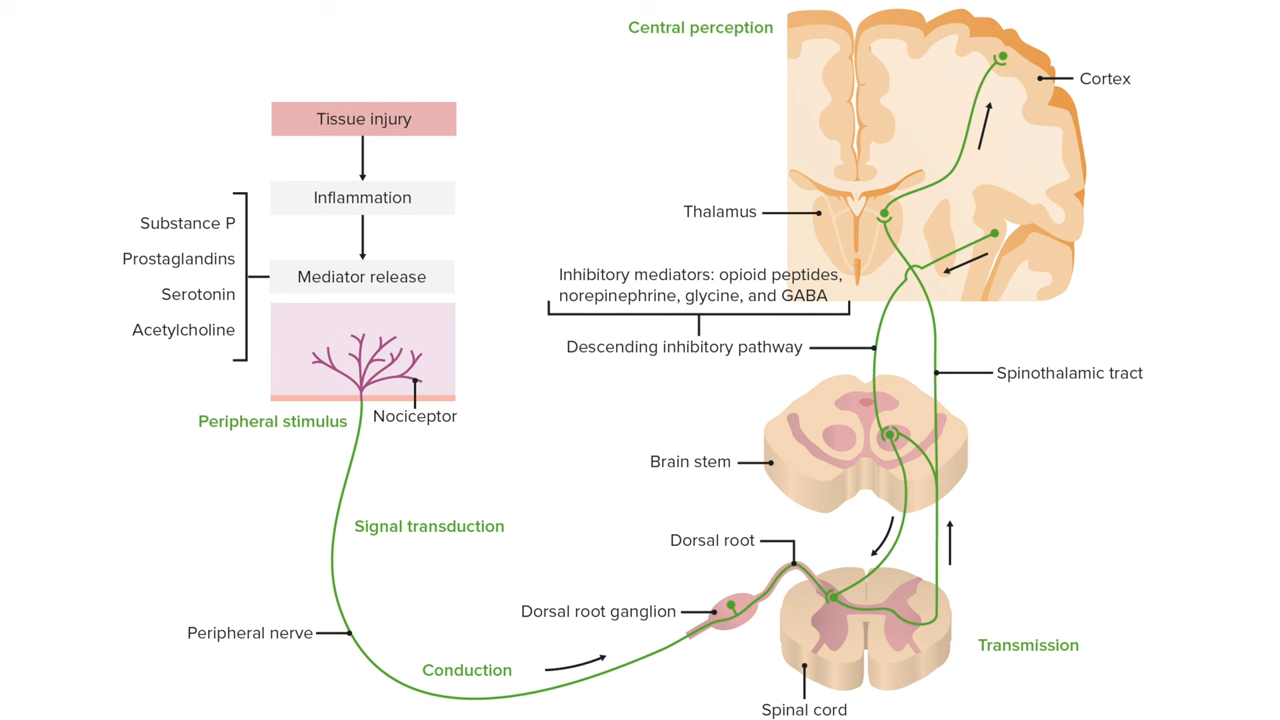 Central perception
Cortex
Tissue injury
Inflammation
Mediator release
Substance P
Prostaglandins
Serotonin
Acetylcholine
Nociceptor
Peripheral stimulus
Thalamus
Inhibitory mediators: opioid peptides,
norepinephrine, glycine, and GABA
Descending inhibitory pathway
Spinothalamic tract
Brain stem
Signal transduction
Dorsal root
Dorsal root ganglion
Peripheral nerve
Conduction
Transmission
Spinal cord